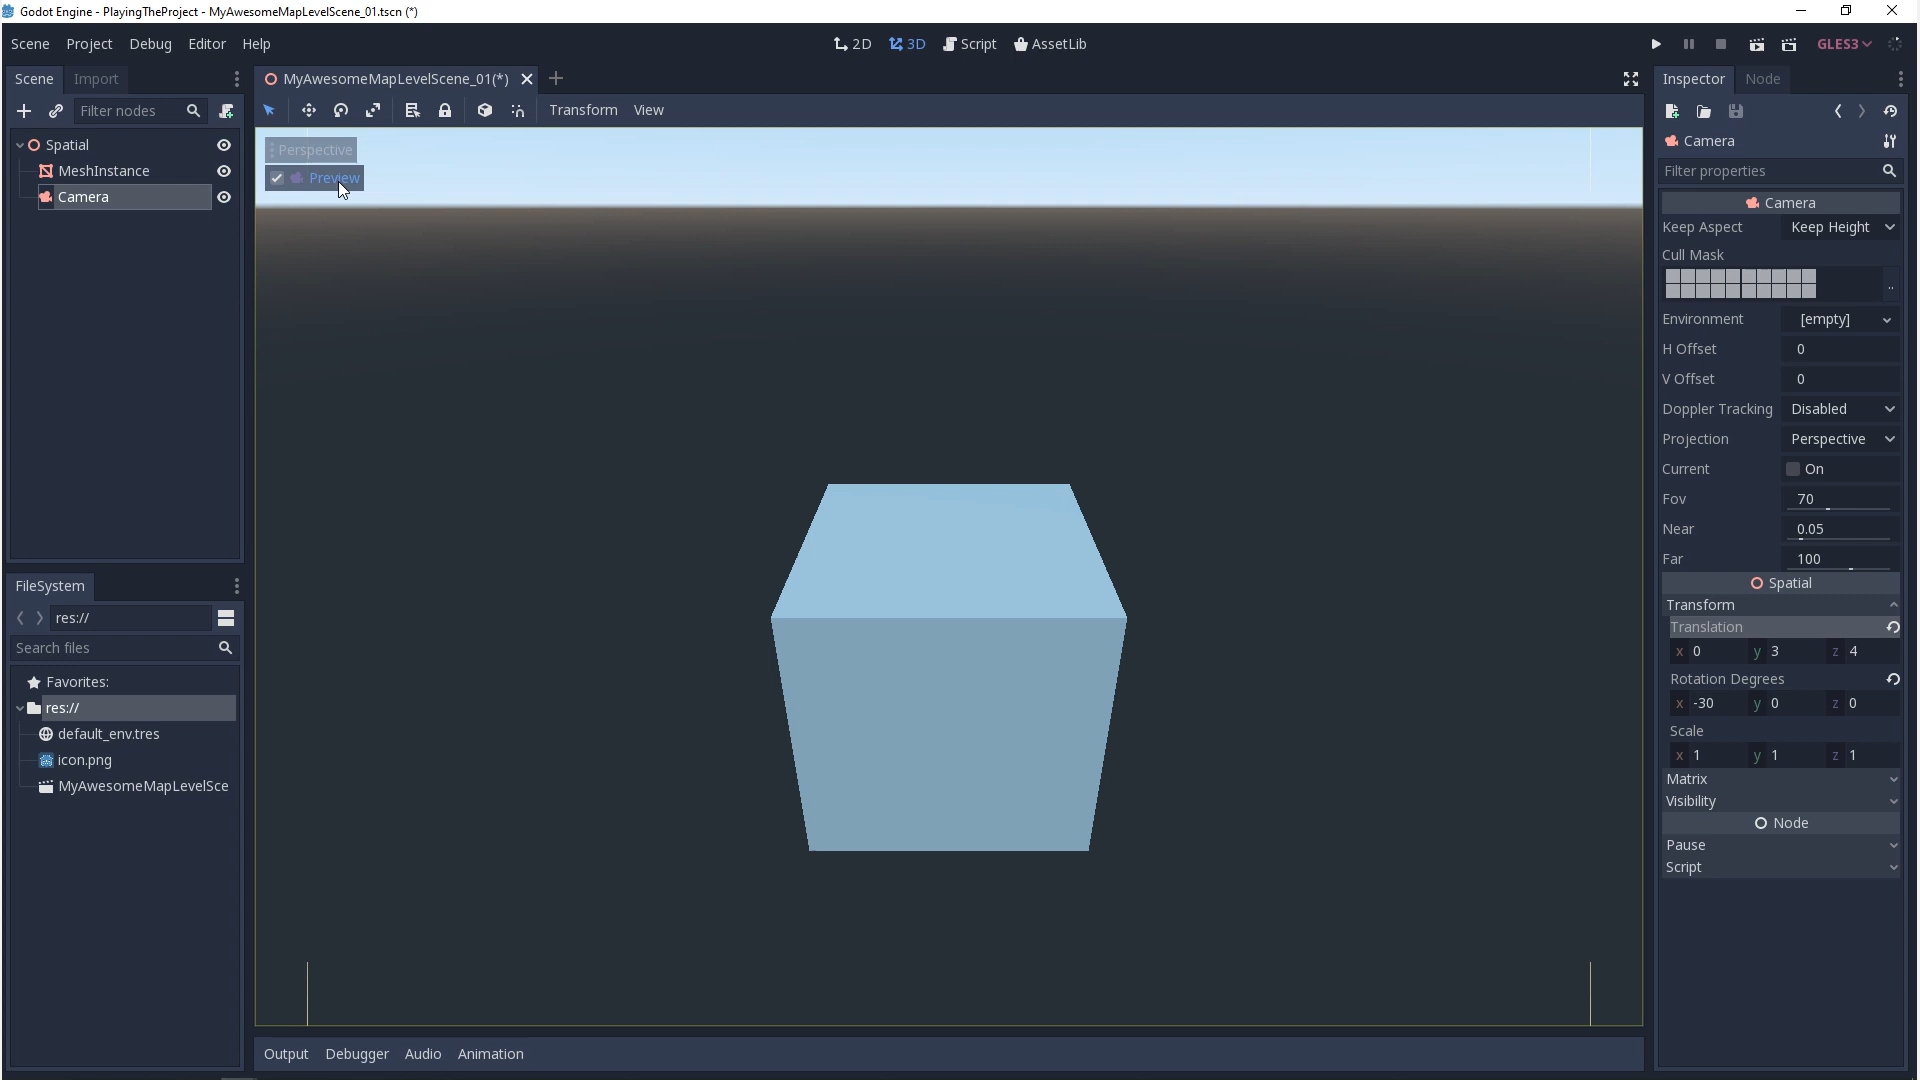 Godot Engine - PlayingTheProject - MyAwesomeMapLevelScene_01.tscn (*)
Scene Project Debug Editor Help
2D 3D Script AssetLib
GLES3
Scene Import
MyAwesomeMapLevelScene_01(*)
Inspector Node
Filter nodes
Transform View
Spatial
MeshInstance
Camera
Perspective
Preview
Camera
Filter properties
Camera
Keep Aspect Keep Height
Cull Mask
..
Environment [empty]
H Offset 0
V Offset 0
Doppler Tracking Disabled
Projection Perspective
Current On
Fov 70
Near 0.05
Far 100
Spatial
Transform
Translation
x 0 y 3 z 4
Rotation Degrees
x -30 y 0 z 0
Scale
x 1 y 1 z 1
Matrix
Visibility
Node
Pause
Script
FileSystem
res://
Search files
Favorites:
res://
default_env.tres
icon.png
MyAwesomeMapLevelSce
Output Debugger Audio Animation